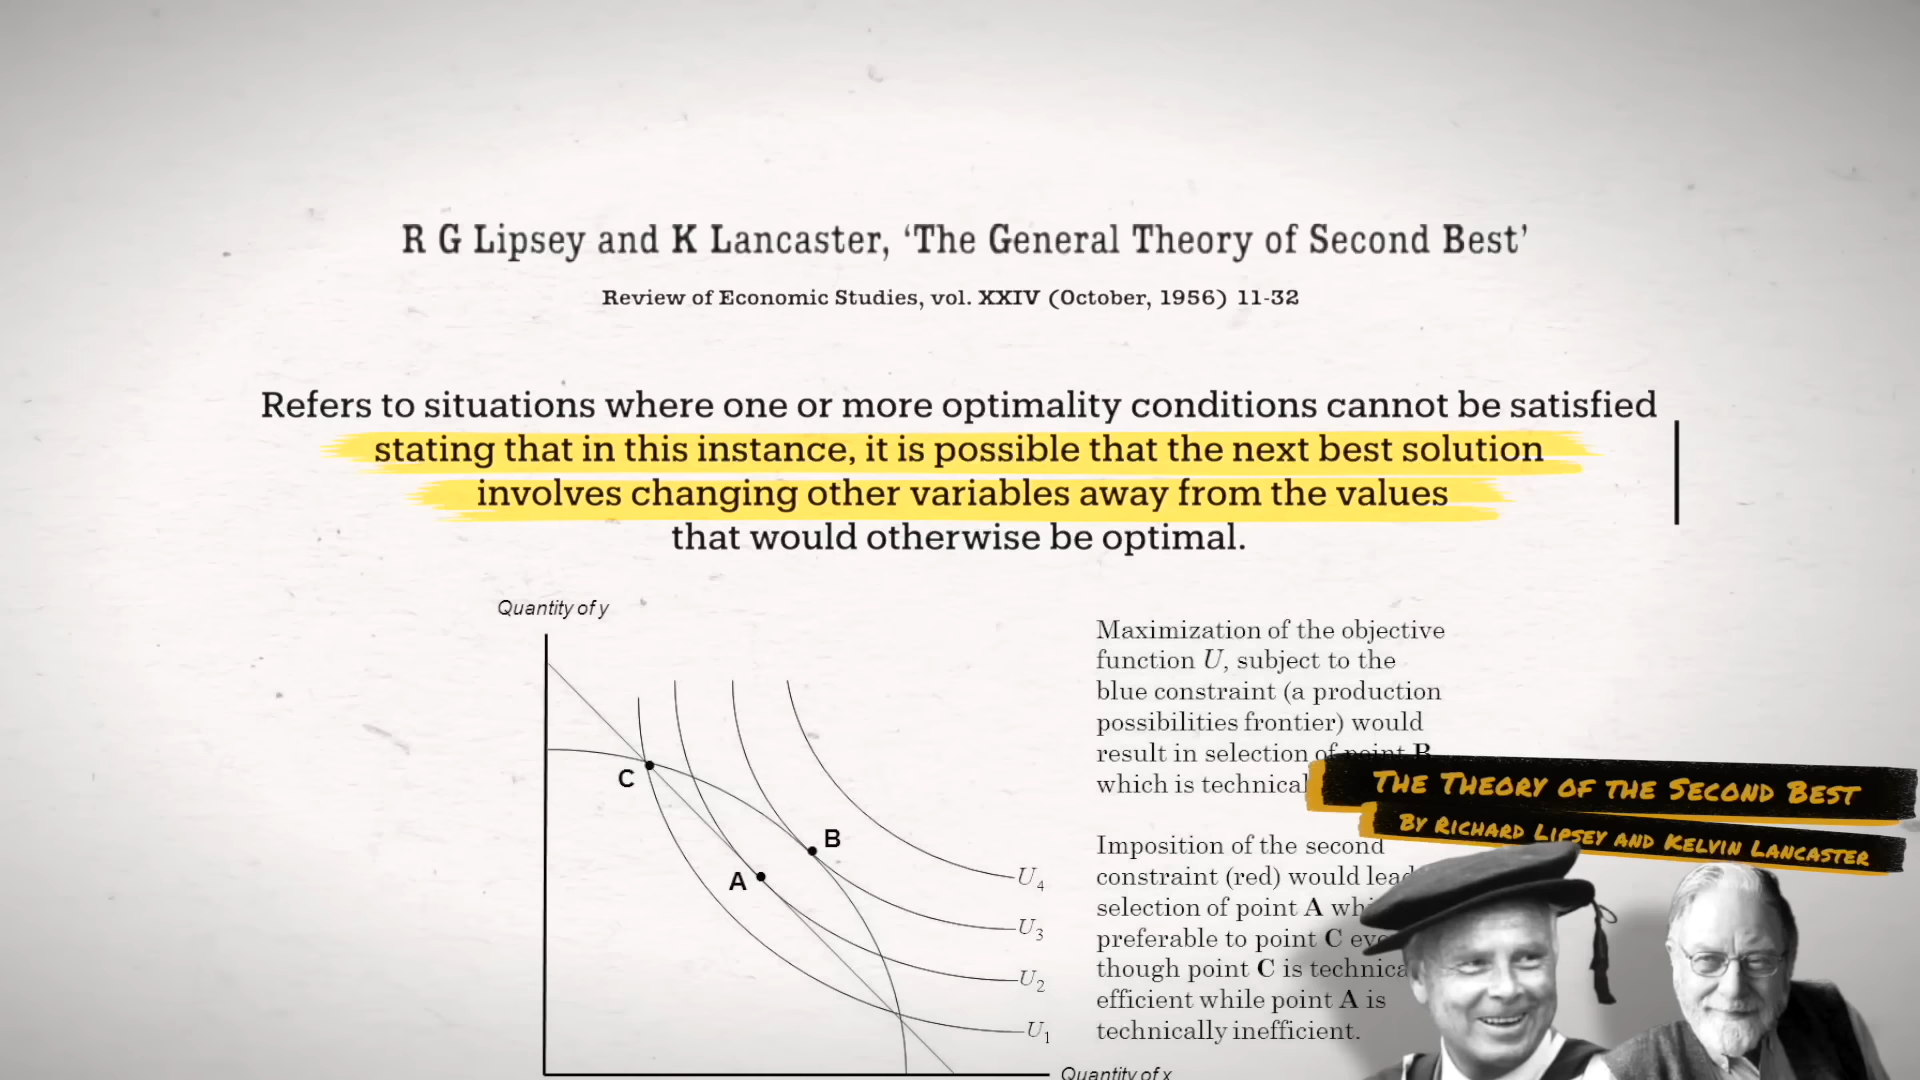 R G Lipsey and K Lancaster, ‘The General Theory of Second Best’
Review of Economic Studies, vol. XXIV (October, 1956) 11-32
Refers to situations where one or more optimality conditions cannot be satisfied
stating that in this instance, it is possible that the next best solution
involves changing other variables away from the values
that would otherwise be optimal.
Quantity of y
C
B
A
U4
U3
U2
U1
Quantity of x
Maximization of the objective
function U, subject to the
blue constraint (a production
possibilities frontier) would
result in selection of point B
which is technical
Imposition of the second
constraint (red) would lead
selection of point A
preferable to point C
though point C is
efficient while point A is
technically inefficient.
The Theory of the Second Best
By Richard Lipsey and Kelvin Lancaster